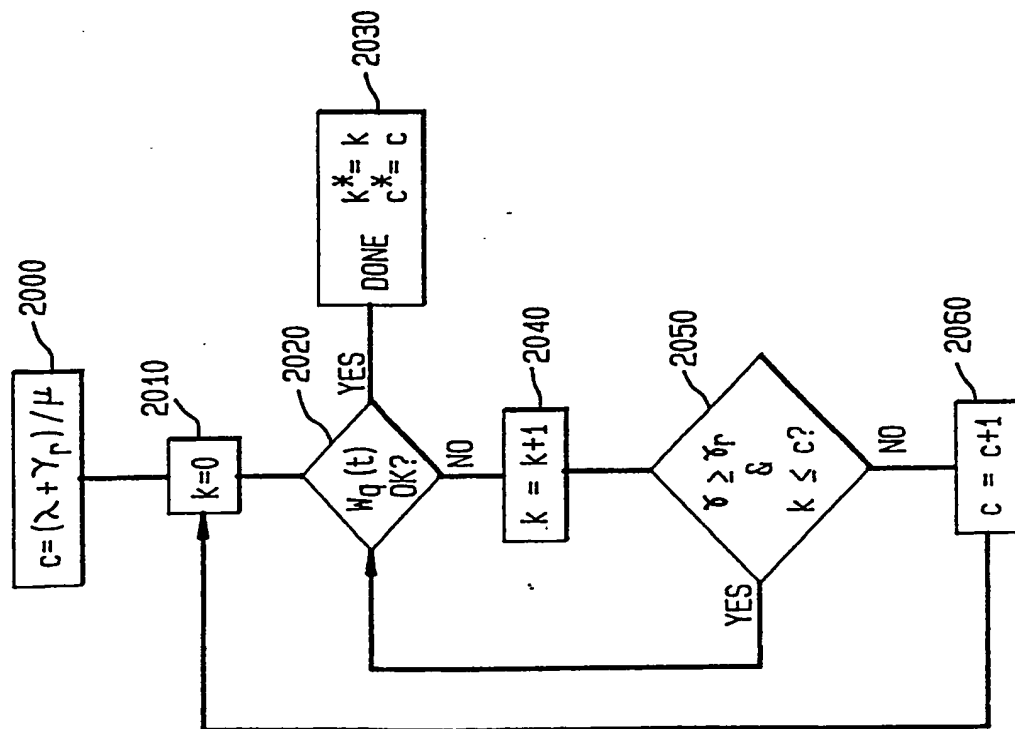 2000
c=(λ+γr)/μ
2010
k=0
2020
Wq(t)
OK?
YES
2030
DONE
k*= k
c*= c
NO
2040
k = k+1
2050
γ ≥ γr
&
k ≤ c?
YES
NO
2060
c = c+1